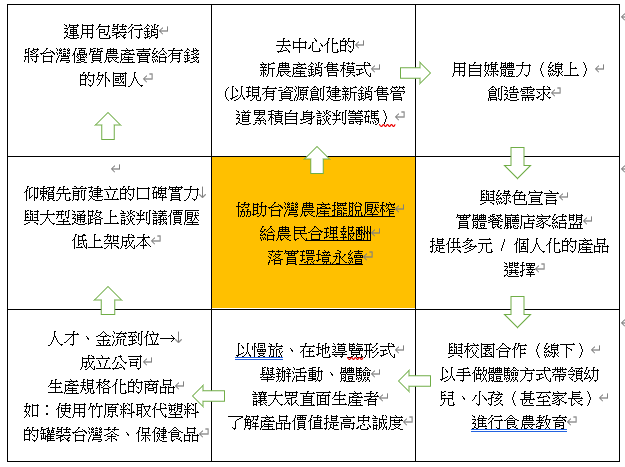 運用包裝行銷
將台灣優質農產賣給有錢
的外國人
去中心化的
新農產銷售模式
(以現有資源創建新銷售管
道累積自身談判籌碼)
用自媒體力（線上）
創造需求
仰賴先前建立的口碑實力
與大型通路上談判議價壓
低上架成本
協助台灣農產擺脫壓榨
給農民合理報酬
落實環境永續
與綠色宣言
實體餐廳店家結盟
提供多元 / 個人化的產品
選擇
人才、金流到位→
成立公司
生產規格化的商品
如：使用竹原料取代塑料
的罐裝台灣茶、保健食品
以慢旅、在地導覽形式
舉辦活動、體驗
讓大眾直面生產者
了解產品價值提高忠誠度
與校園合作（線下）
以手做體驗方式帶領幼
兒、小孩（甚至家長）
進行食農教育